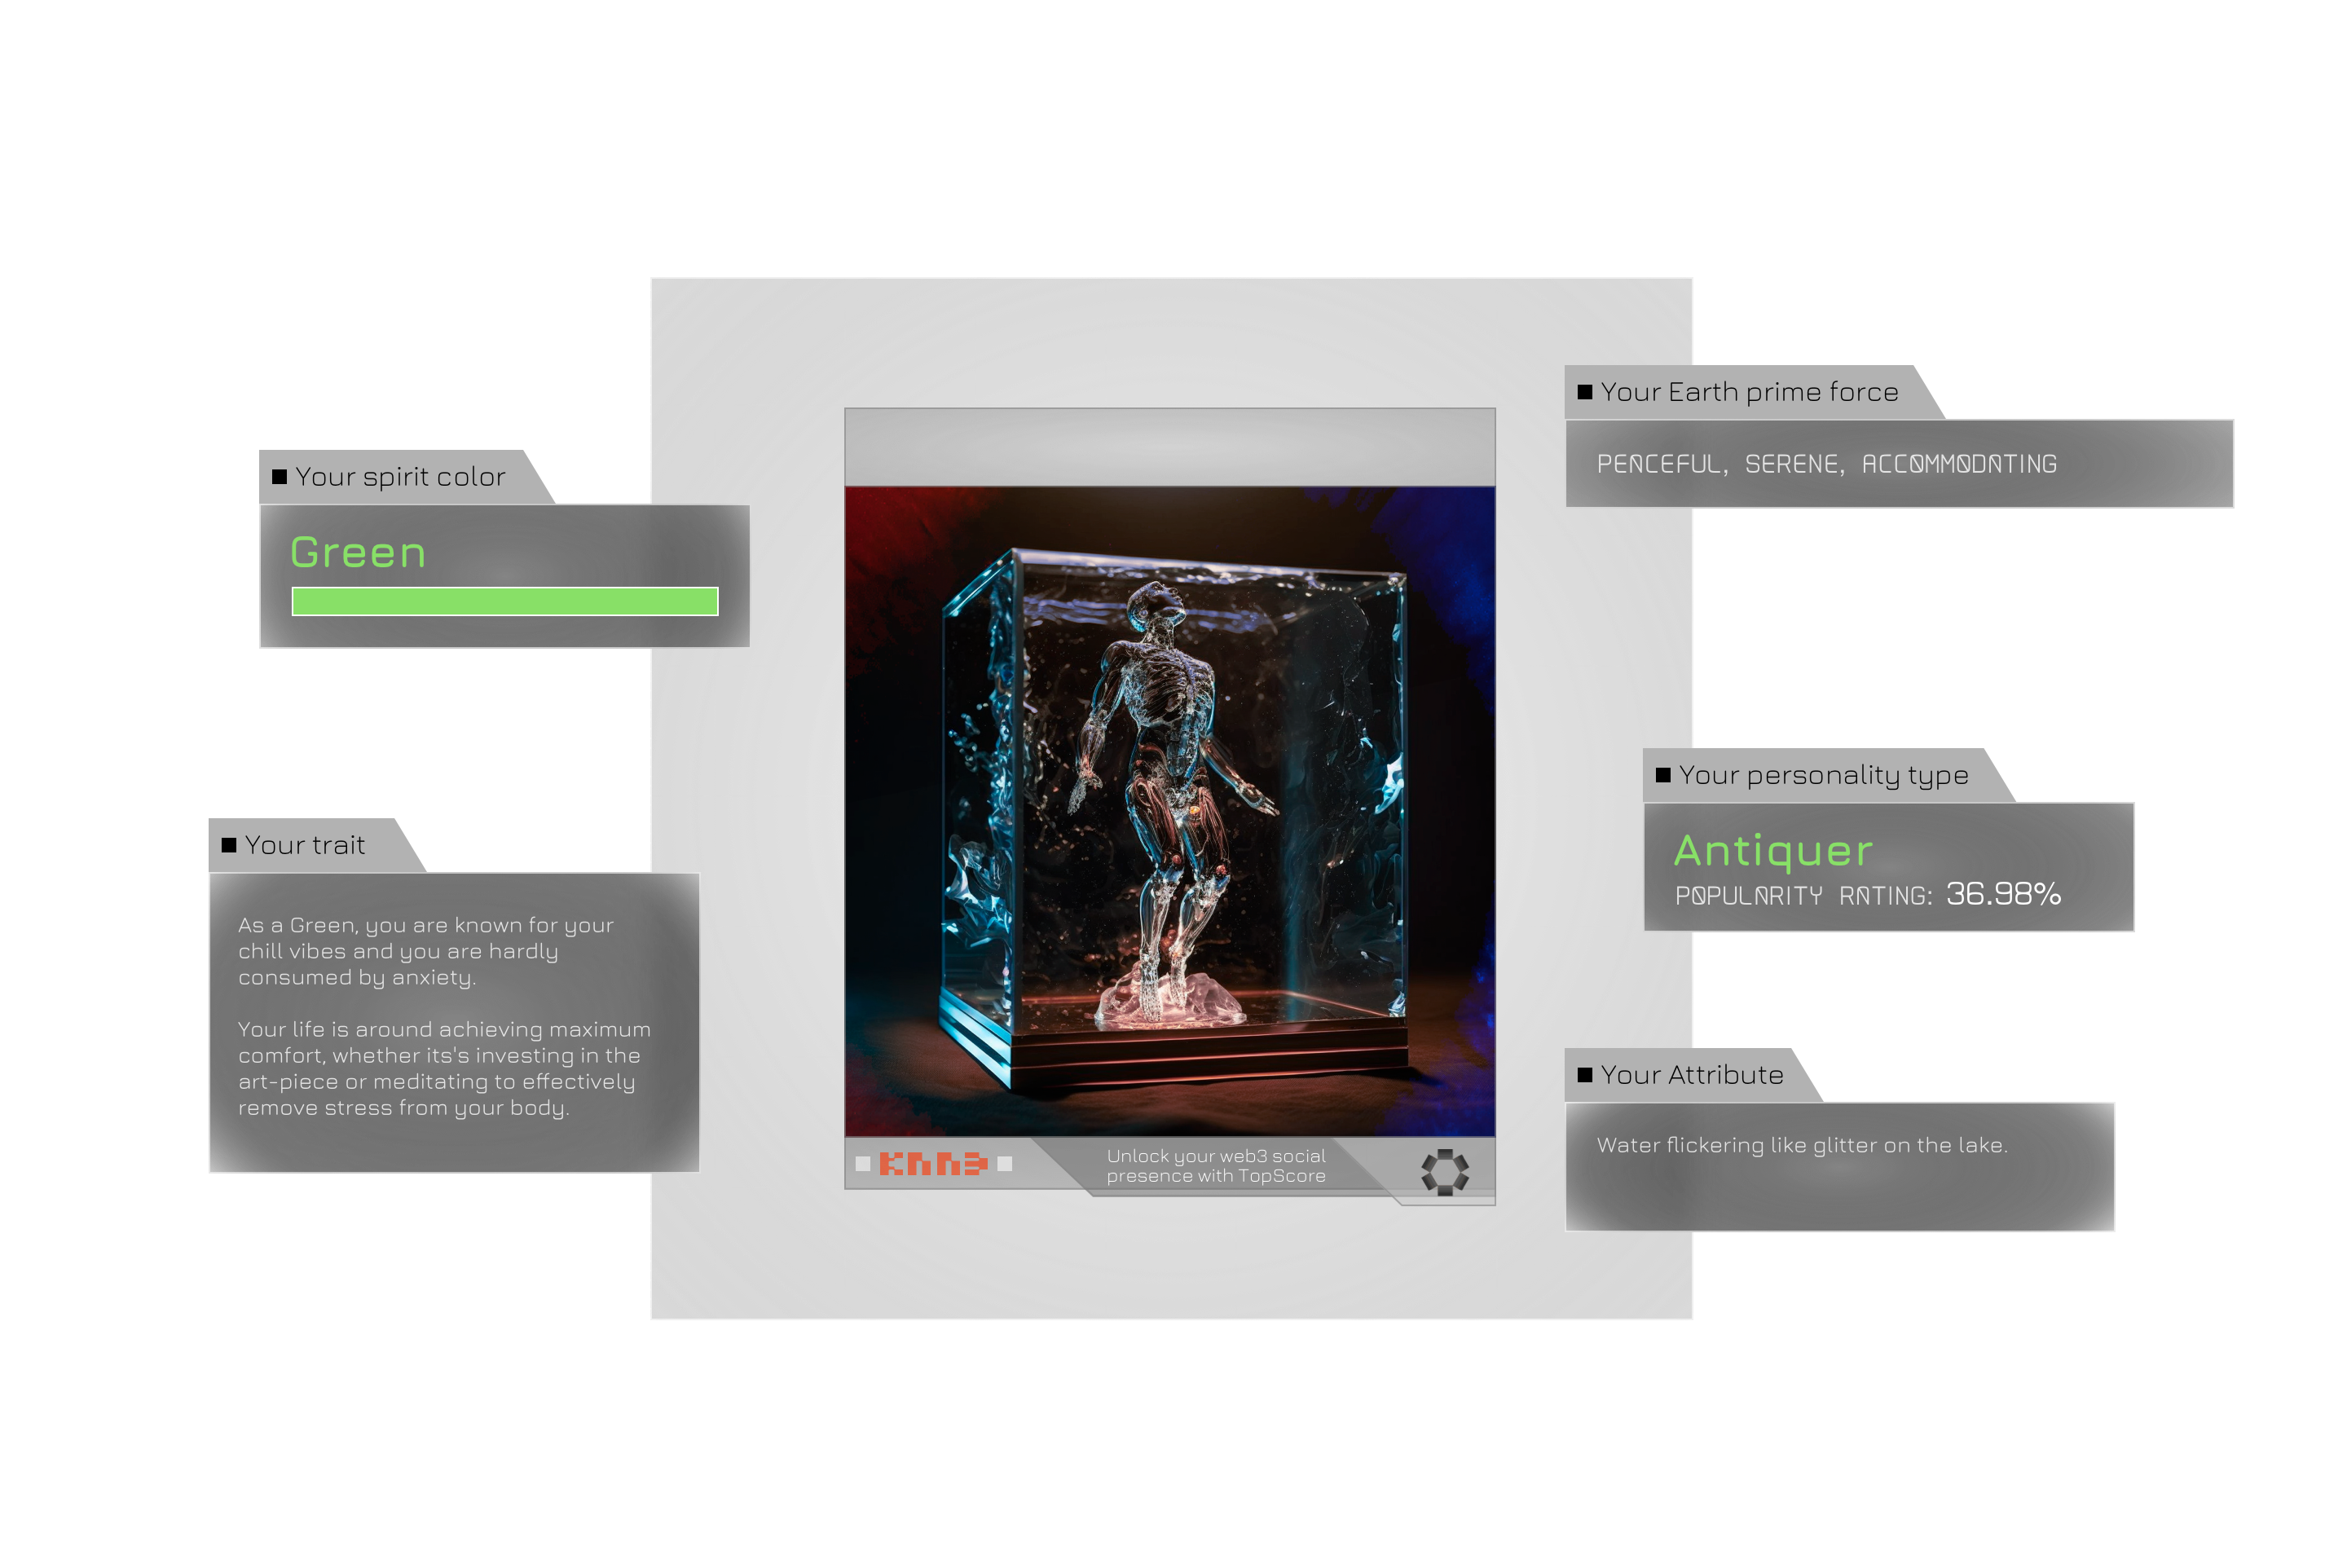 Your spirit color
Green
Your trait
As a Green, you are known for your
chill vibes and you are hardly
consumed by anxiety.
Your life is around achieving maximum
comfort, whether its's investing in the
art-piece or meditating to effectively
remove stress from your body.
KNN3
Unlock your web3 social
presence with TopScore
Your Earth prime force
PEACEFUL, SERENE, ACCOMMODATING
Your personality type
Antiquer
POPULARITY RATING: 36.98%
Your Attribute
Water flickering like glitter on the lake.